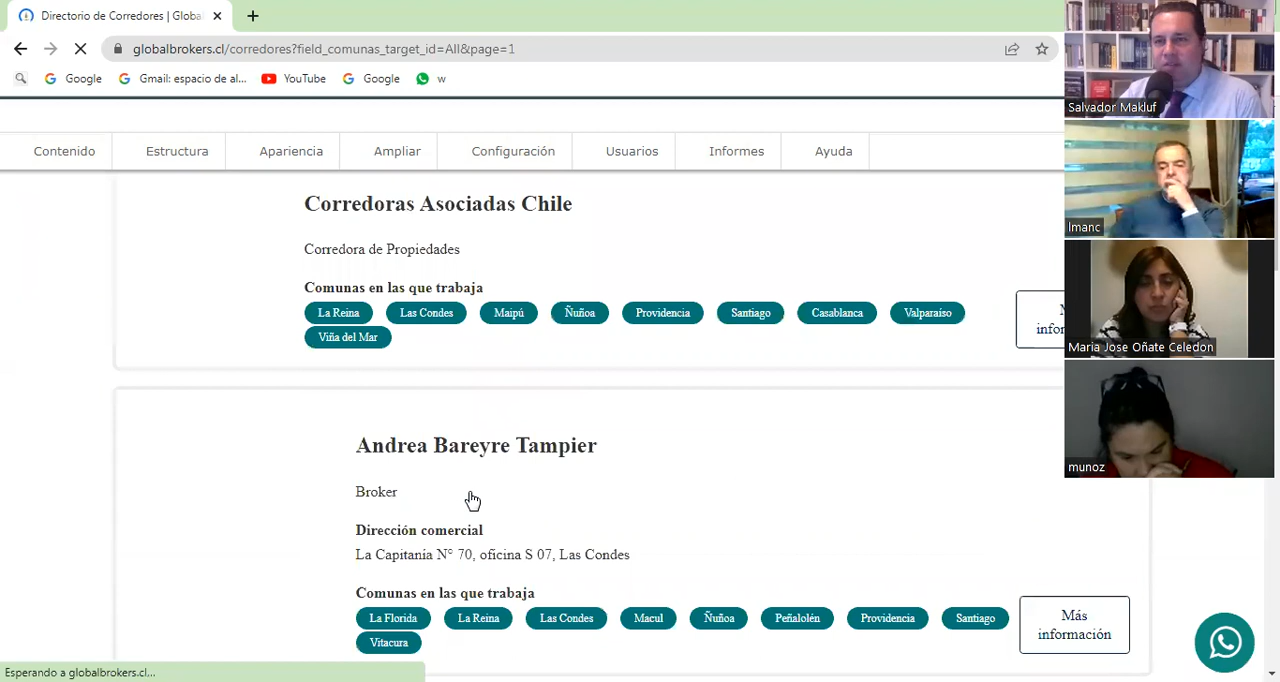 Directorio de Corredores | Globa
globalbrokers.cl/corredores?field_comunas_target_id=All&page=1
Google
Gmail: espacio de al...
YouTube
Google
w
Contenido
Estructura
Apariencia
Ampliar
Configuración
Usuarios
Informes
Ayuda
Corredoras Asociadas Chile
Corredora de Propiedades
Comunas en las que trabaja
La Reina Las Condes Maipú Ñuñoa Providencia Santiago Casablanca Valparaíso
Viña del Mar
Andrea Bareyre Tampier
Broker
Dirección comercial
La Capitanía N° 70, oficina S 07, Las Condes
Comunas en las que trabaja
La Florida La Reina Las Condes Macul Ñuñoa Peñalolén Providencia Santiago
Vitacura
Más
información
Esperando a globalbrokers.cl...
Salvador Makluf
lmanc
Maria Jose Oñate Celedon
munoz